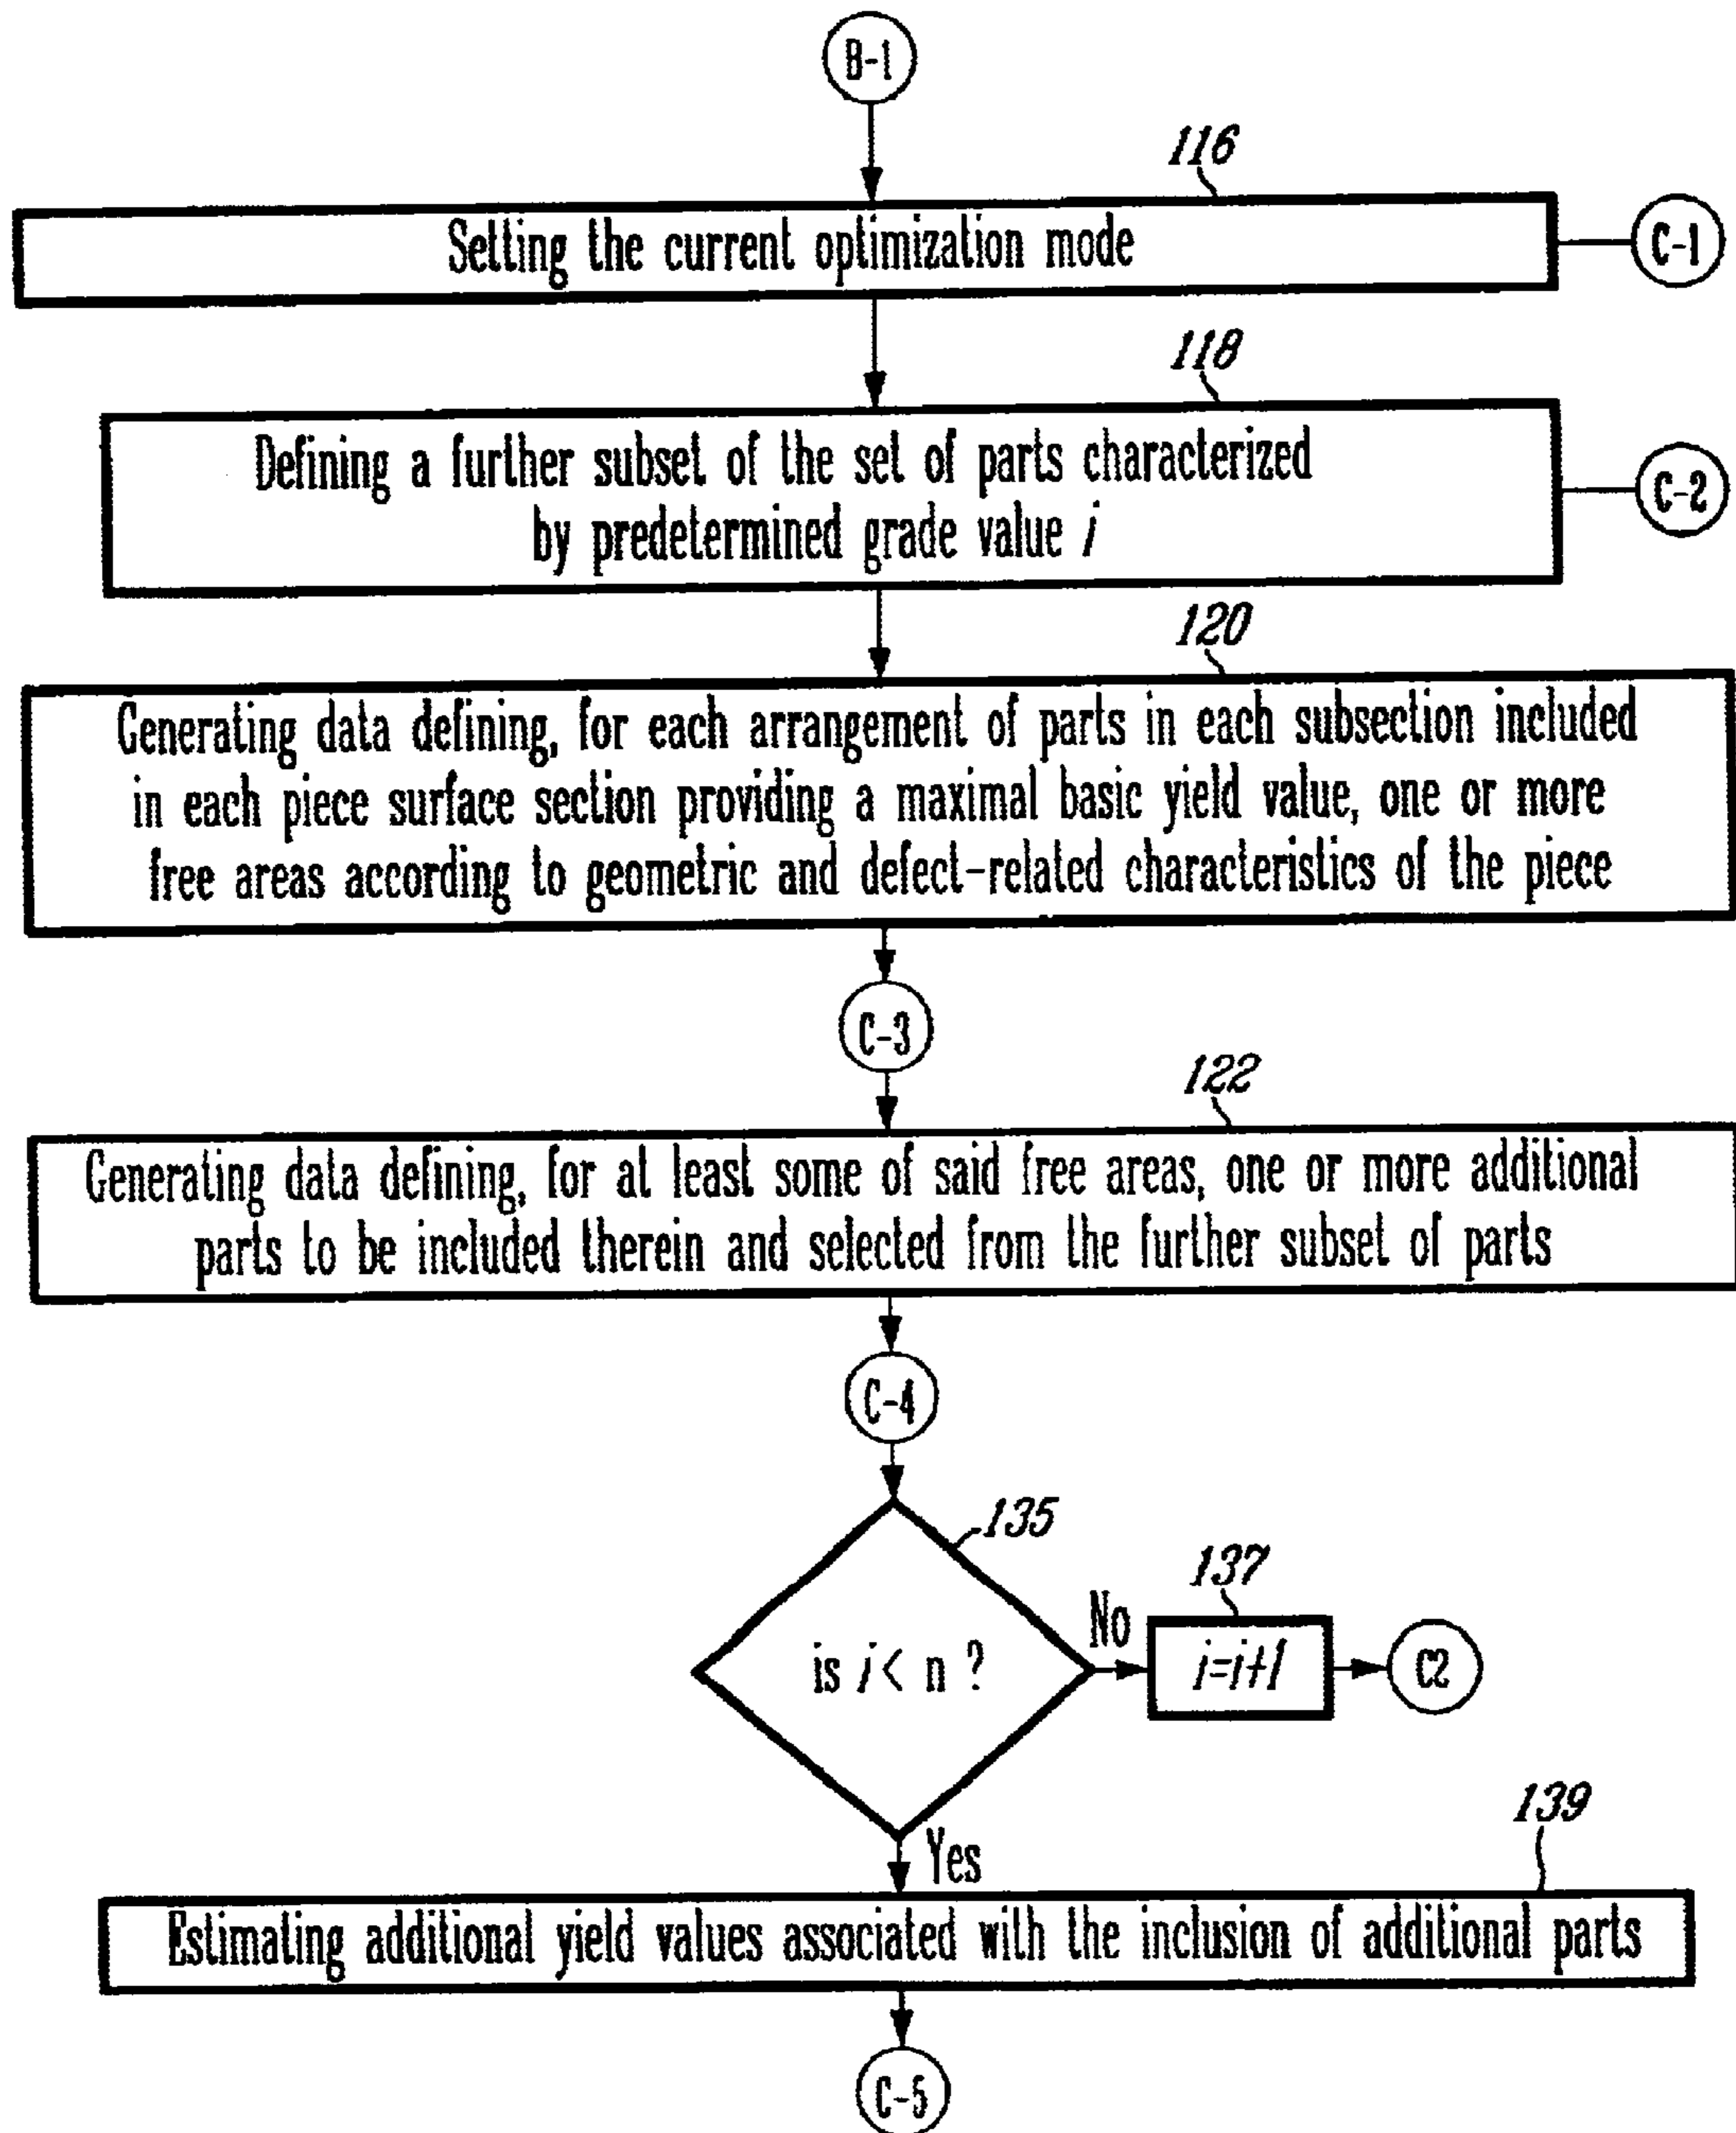 B-1
116
Setting the current optimization mode
C-1
118
Defining a further subset of the set of parts characterized
by predetermined grade value i
C-2
120
Generating data defining, for each arrangement of parts in each subsection included
in each piece surface section providing a maximal basic yield value, one or more
free areas according to geometric and defect-related characteristics of the piece
C-3
122
Generating data defining, for at least some of said free areas, one or more additional
parts to be included therein and selected from the further subset of parts
C-4
135
is i < n ?
No
137
i=i+1
C2
Yes
139
Estimating additional yield values associated with the inclusion of additional parts
C-5